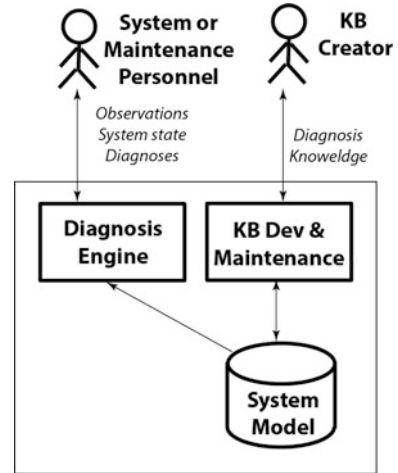 System or
Maintenance
Personnel
KB
Creator
Observations
System state
Diagnoses
Diagnosis
Knoweldge
Diagnosis
Engine
KB Dev &
Maintenance
System
Model